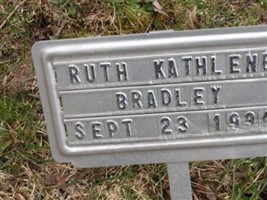 RUTH KATHLENE
BRADLEY
SEPT 23